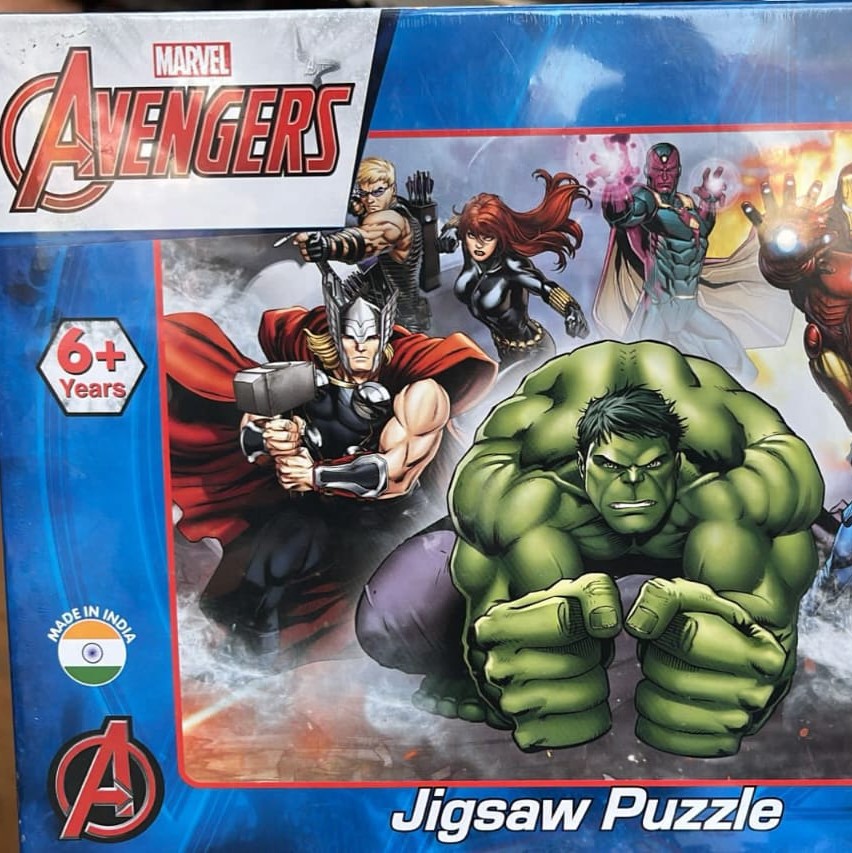 MARVEL
AVENGERS
6+
Years
MADE IN INDIA
A
Jigsaw Puzzle